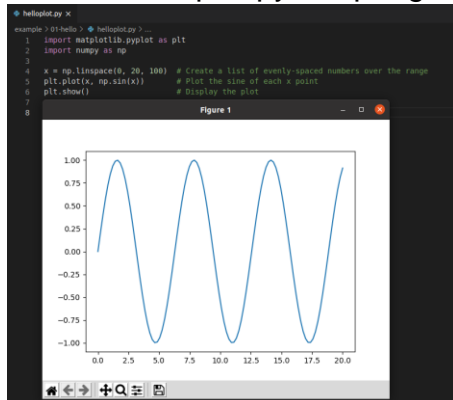 helloplot.py ×
example > 01-hello > helloplot.py > ...
1 import matplotlib.pyplot as plt
2 import numpy as np
3
4 x = np.linspace(0, 20, 100) # Create a list of evenly-spaced numbers over the range
5 plt.plot(x, np.sin(x)) # Plot the sine of each x point
6 plt.show() # Display the plot
7
8
Figure 1
1.00
0.75
0.50
0.25
0.00
−0.25
−0.50
−0.75
−1.00
0.0 2.5 5.0 7.5 10.0 12.5 15.0 17.5 20.0